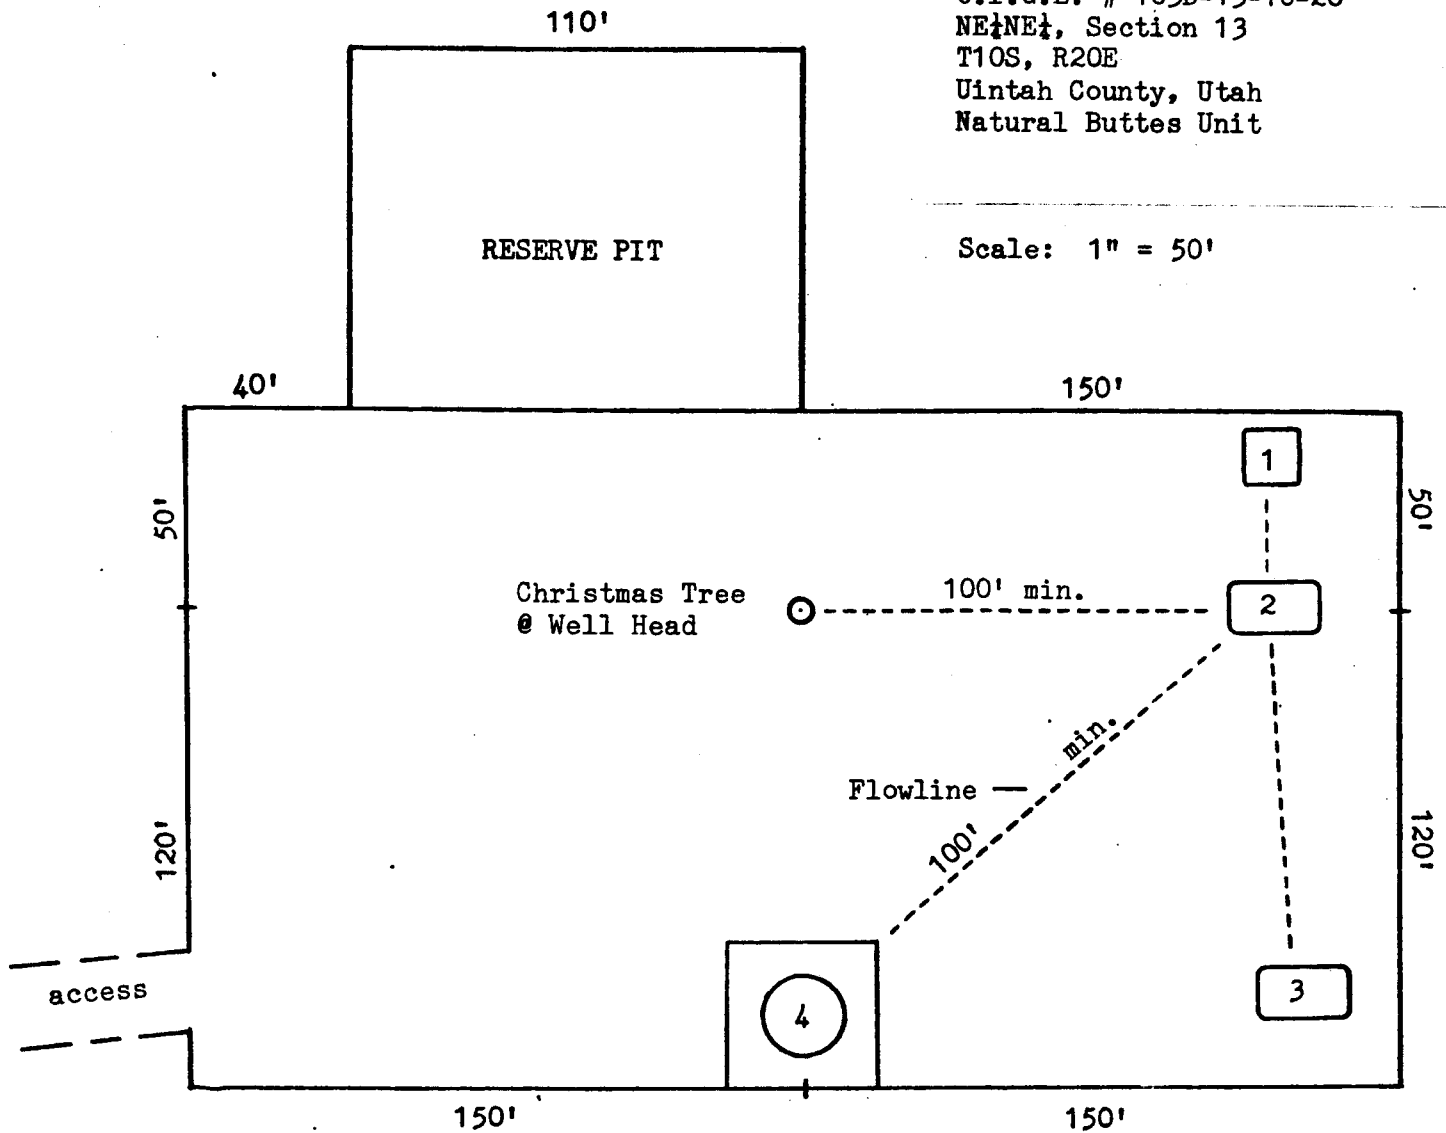 110'
NE¼NE¼, Section 13
T10S, R20E
Uintah County, Utah
Natural Buttes Unit
RESERVE PIT
Scale: 1" = 50'
40'
150'
1
50'
50'
Christmas Tree
@ Well Head
100' min.
2
min.
Flowline
100'
120'
120'
access
3
4
150'
150'